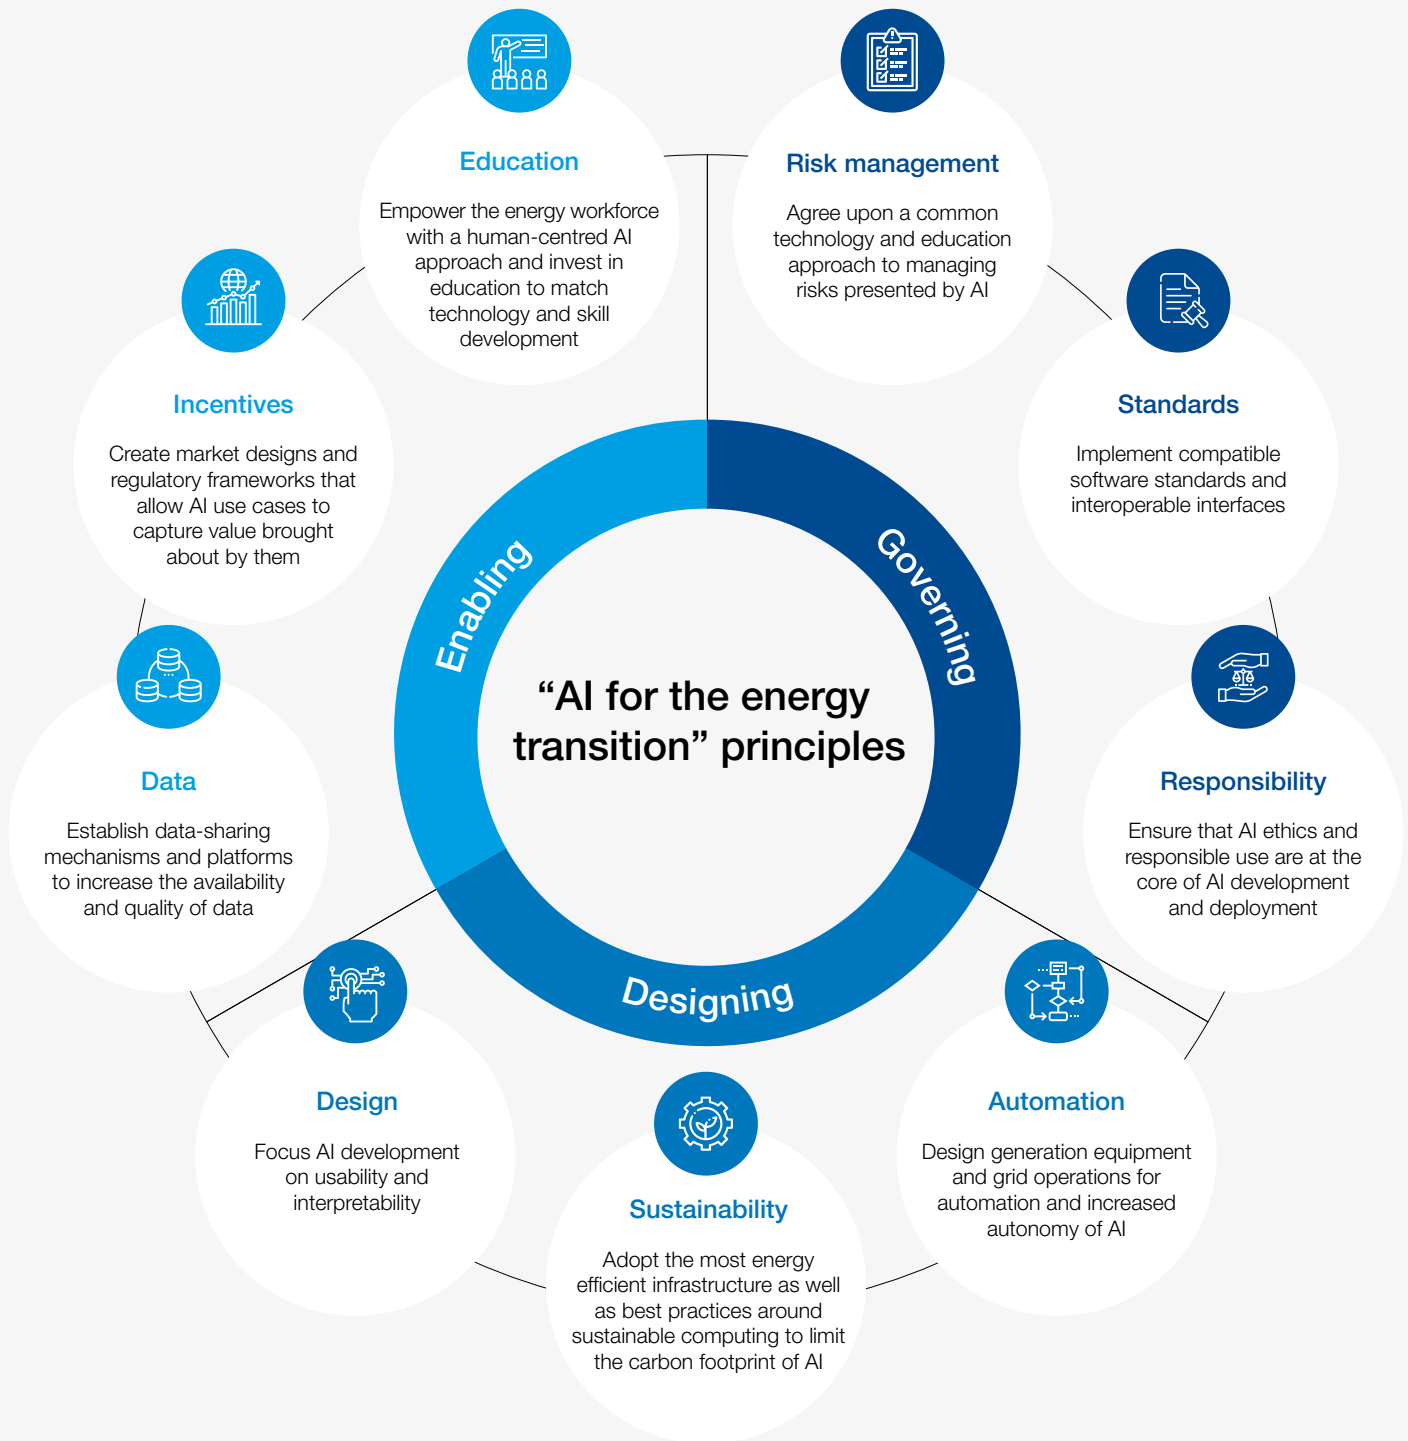 Education
Empower the energy workforce
with a human-centred AI
approach and invest in
education to match
technology and skill
development
Risk management
Agree upon a common
technology and education
approach to managing
risks presented by AI
Incentives
Create market designs and
regulatory frameworks that
allow AI use cases to
capture value brought
about by them
Standards
Implement compatible
software standards and
interoperable interfaces
Enabling
Governing
“AI for the energy
transition” principles
Designing
Data
Establish data-sharing
mechanisms and platforms
to increase the availability
and quality of data
Responsibility
Ensure that AI ethics and
responsible use are at the
core of AI development
and deployment
Design
Focus AI development
on usability and
interpretability
Sustainability
Adopt the most energy
efficient infrastructure as well
as best practices around
sustainable computing to limit
the carbon footprint of AI
Automation
Design generation equipment
and grid operations for
automation and increased
autonomy of AI